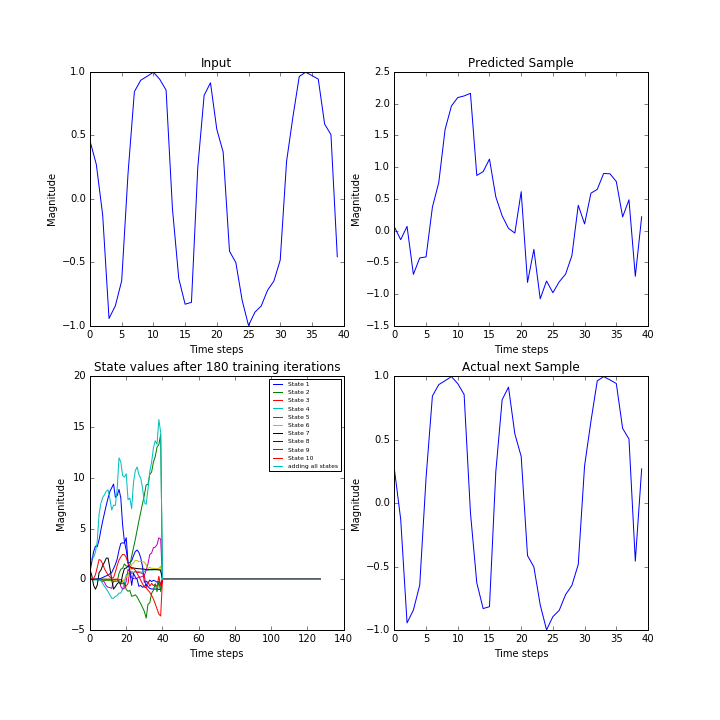 Input
1.0
0.5
0.0
−0.5
−1.0
Magnitude
0 5 10 15 20 25 30 35 40
Time steps
Predicted Sample
2.5
2.0
1.5
1.0
0.5
0.0
−0.5
−1.0
−1.5
Magnitude
0 5 10 15 20 25 30 35 40
Time steps
State values after 180 training iterations
20
15
10
5
0
−5
Magnitude
State 1
State 2
State 3
State 4
State 5
State 6
State 7
State 8
State 9
State 10
adding all states
0 20 40 60 80 100 120 140
Time steps
Actual next Sample
1.0
0.5
0.0
−0.5
−1.0
Magnitude
0 5 10 15 20 25 30 35 40
Time steps